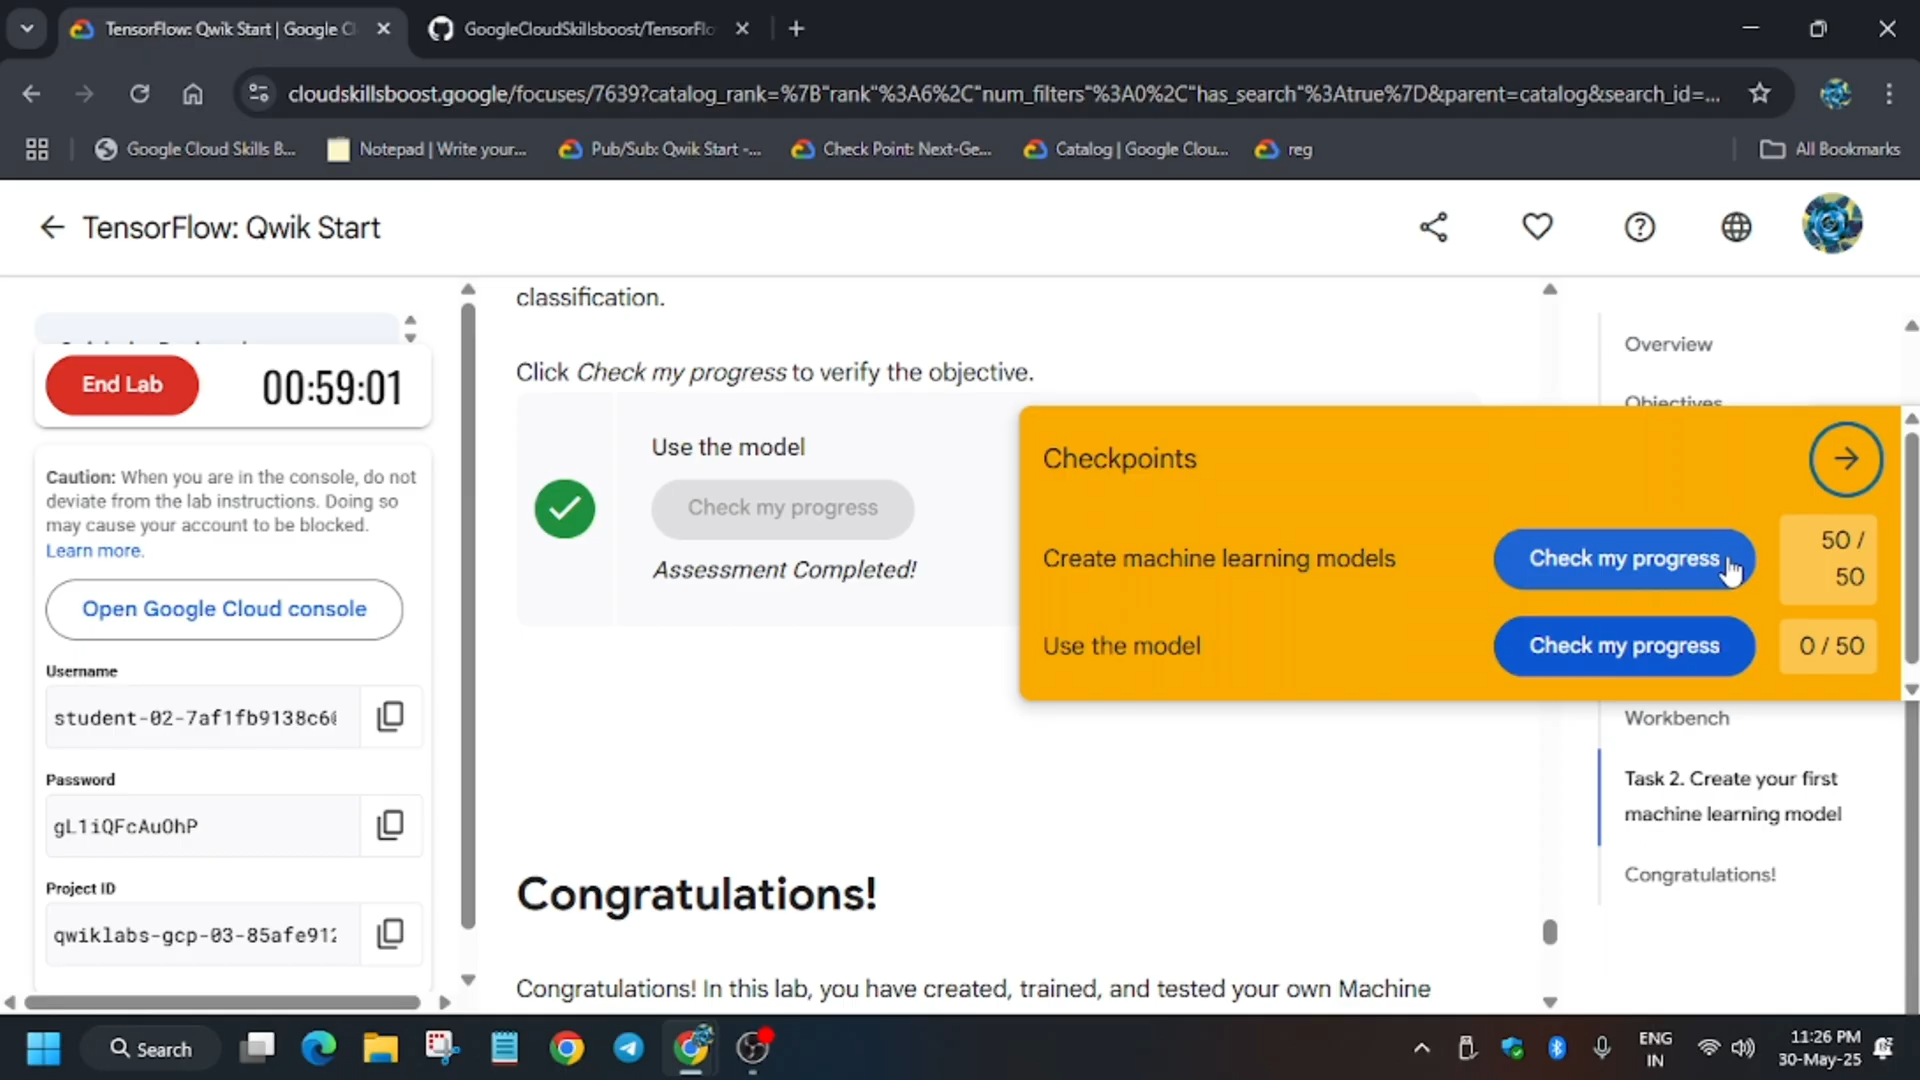 TensorFlow: Qwik Start | Google Cl
GoogleCloudSkillsboost/TensorFlo
cloudskillsboost.google/focuses/7639?catalog_rank=%7B"rank"%3A6%2C"num_filters"%3A0%2C"has_search"%3Atrue%7D&parent=catalog&search_id=...
Google Cloud Skills B...
Notepad | Write your...
Pub/Sub: Qwik Start -...
Check Point: Next-Ge...
Catalog | Google Clou...
reg
All Bookmarks
TensorFlow: Qwik Start
End Lab
00:59:01
Caution: When you are in the console, do not
deviate from the lab instructions. Doing so
may cause your account to be blocked.
Learn more.
Open Google Cloud console
Username
student-02-7af1fb9138c6
Password
gL1iQFcAuOhP
Project ID
qwiklabs-gcp-03-85afe912
classification.
Click Check my progress to verify the objective.
Use the model
Check my progress
Assessment Completed!
Checkpoints
Create machine learning models
Check my progress
50 /
50
Use the model
Check my progress
0 / 50
Congratulations!
Congratulations! In this lab, you have created, trained, and tested your own Machine
Overview
Objectives
Workbench
Task 2. Create your first
machine learning model
Congratulations!
Search
ENG
IN
11:26 PM
30-May-25